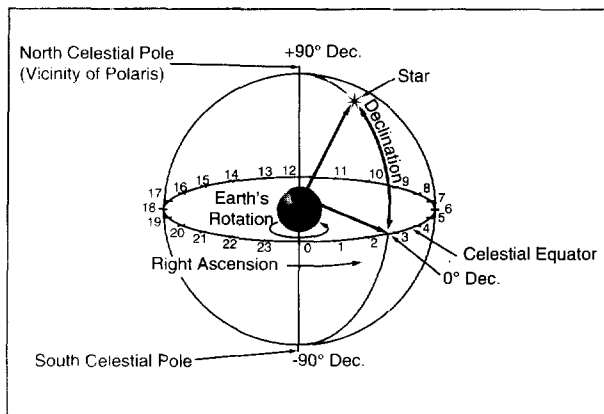 North Celestial Pole
(Vicinity of Polaris)
+90° Dec.
Star
Declination
17 16 15 14 13 12 11 10 9 8 7
18 6
19 20 21 22 23 0 1 2 3 4 5
Earth's
Rotation
Right Ascension
Celestial Equator
0° Dec.
South Celestial Pole
-90° Dec.